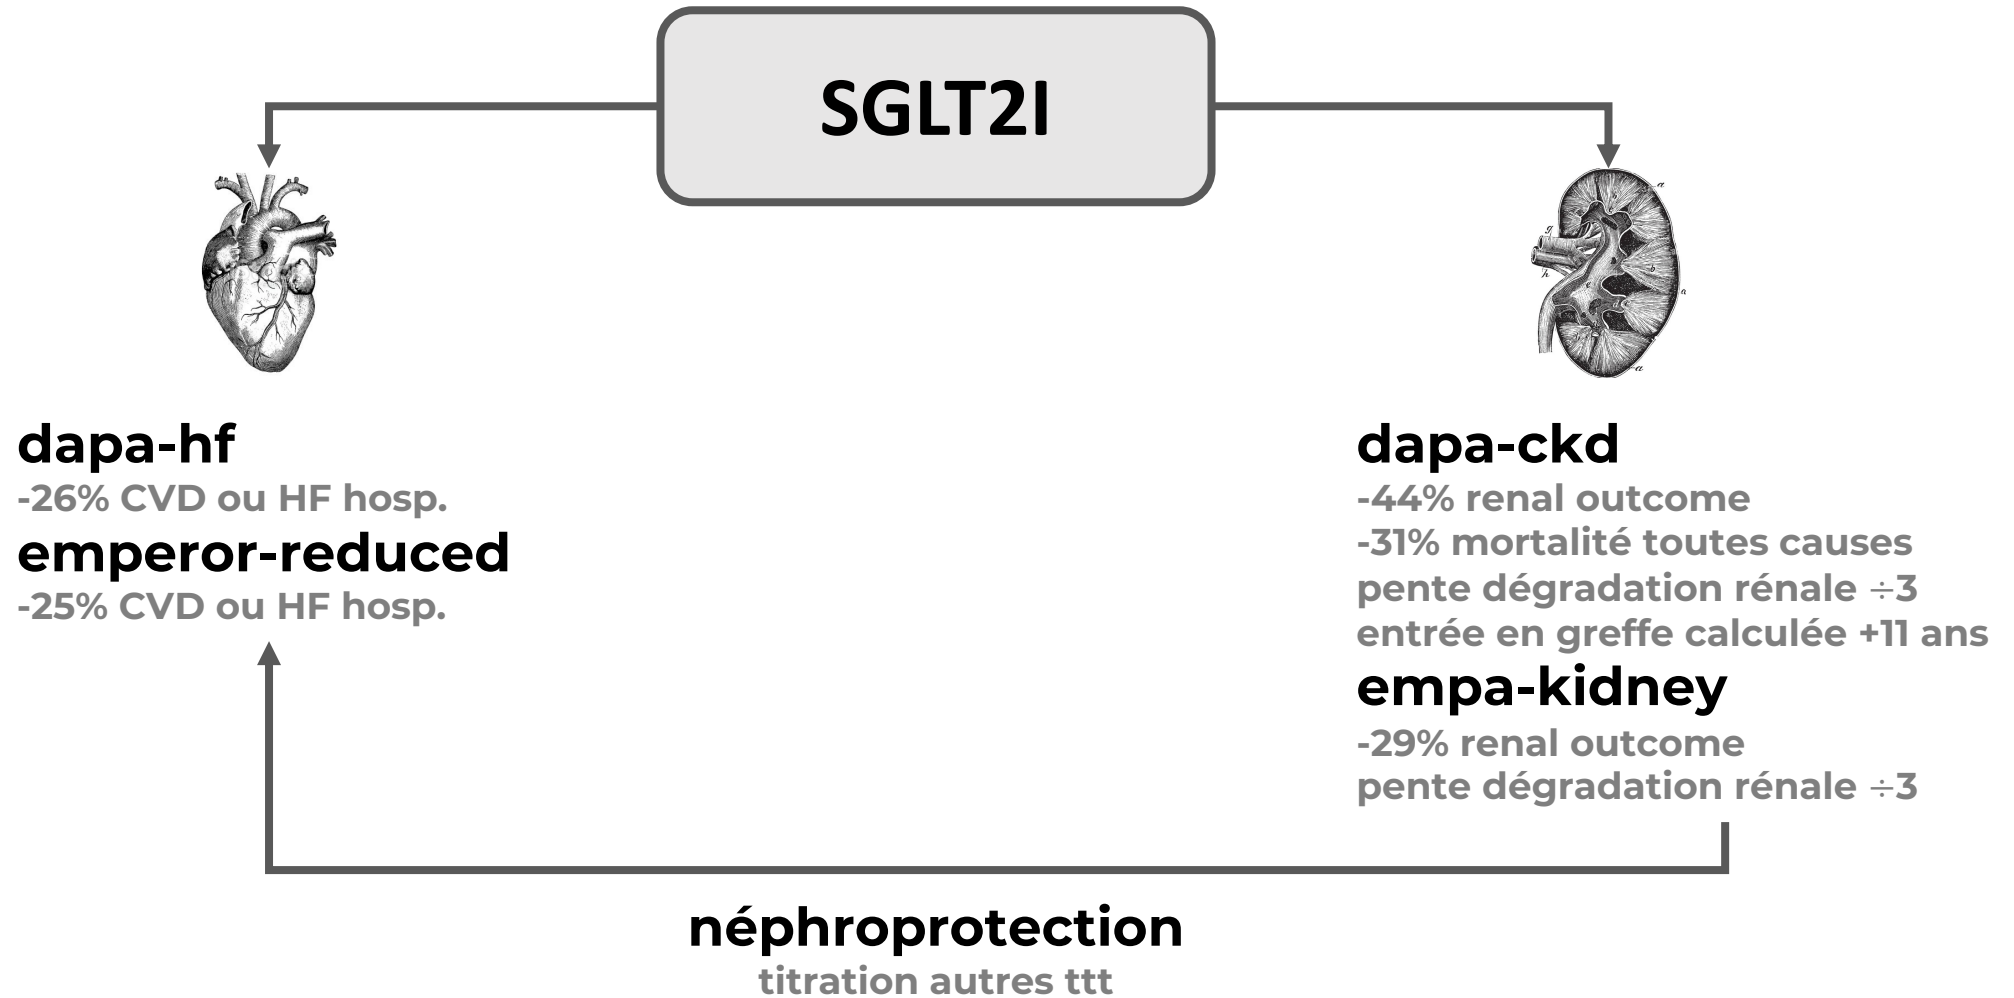 SGLT2I
dapa-hf
-26% CVD ou HF hosp.
emperor-reduced
-25% CVD ou HF hosp.
dapa-ckd
-44% renal outcome
-31% mortalité toutes causes
pente dégradation rénale ÷3
entrée en greffe calculée +11 ans
empa-kidney
-29% renal outcome
pente dégradation rénale ÷3
néphroprotection
titration autres ttt